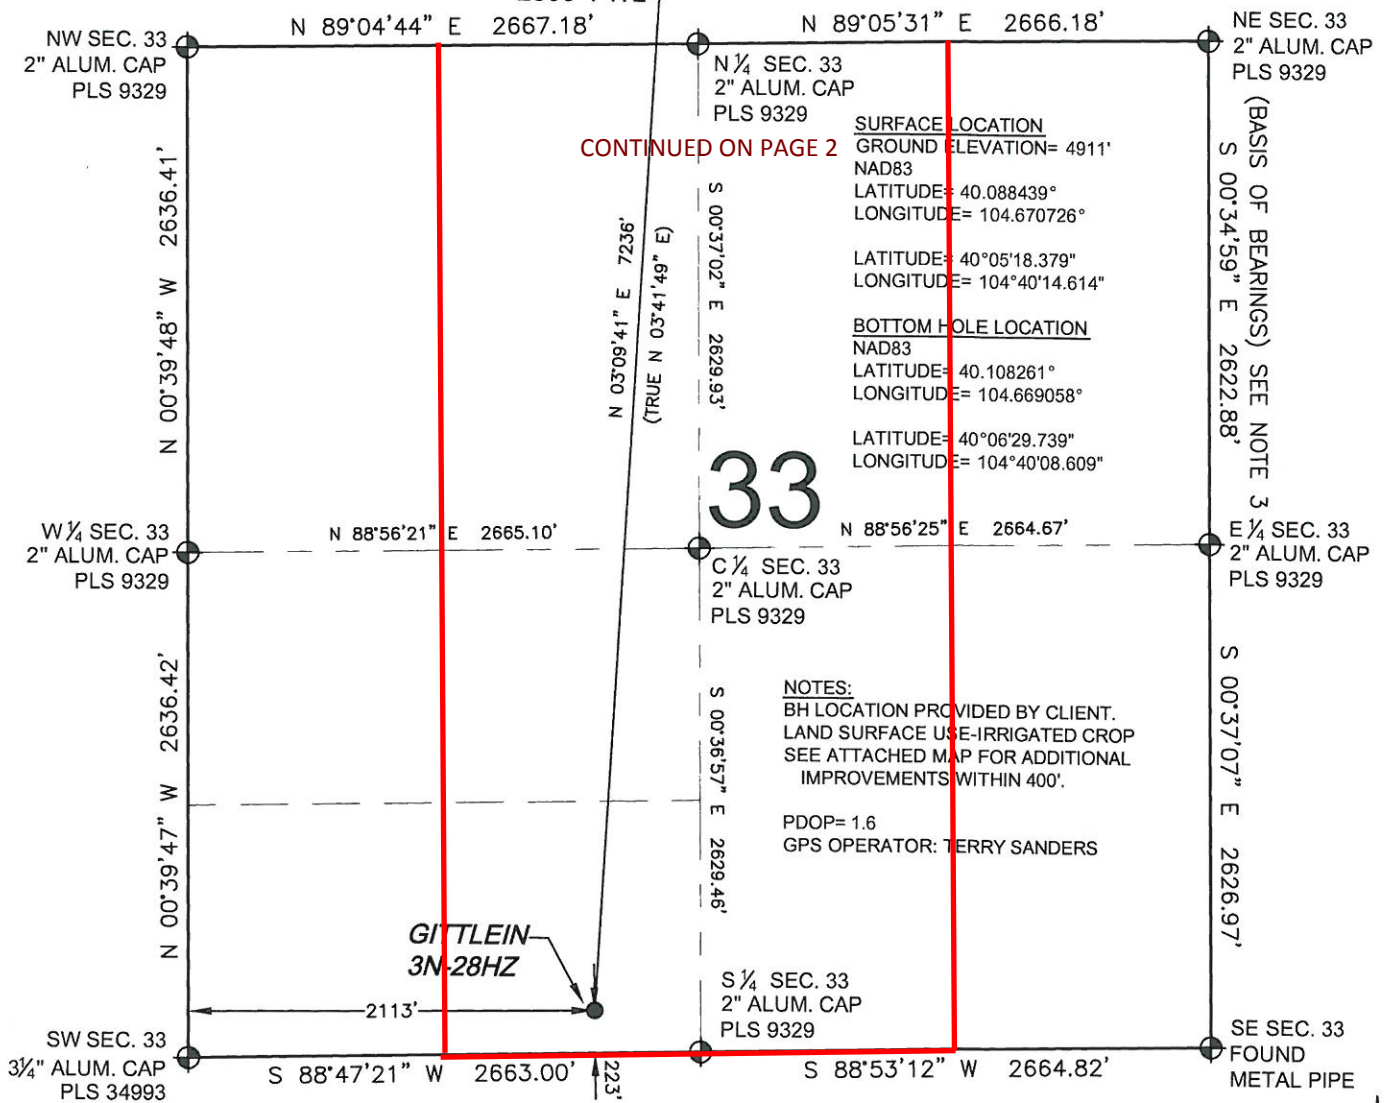 N 89°04'44" E 2667.18'
N 89°05'31" E 2666.18'
NW SEC. 33
2" ALUM. CAP
PLS 9329
N 1/4 SEC. 33
2" ALUM. CAP
PLS 9329
NE SEC. 33
2" ALUM. CAP
PLS 9329
CONTINUED ON PAGE 2
SURFACE LOCATION
GROUND ELEVATION= 4911'
NAD83
LATITUDE= 40.088439°
LONGITUDE= 104.670726°
LATITUDE= 40°05'18.379"
LONGITUDE= 104°40'14.614"
BOTTOM HOLE LOCATION
NAD83
LATITUDE= 40.108261°
LONGITUDE= 104.669058°
LATITUDE= 40°06'29.739"
LONGITUDE= 104°40'08.609"
N 00°39'48" W 2636.41'
N 03°09'41" E 7236'
(TRUE N 03°41'49" E)
S 00°37'02" E 2629.93'
S 00°34'59" E 2622.88'
(BASIS OF BEARINGS) SEE NOTE 3
33
W 1/4 SEC. 33
2" ALUM. CAP
PLS 9329
N 88°56'21" E 2665.10'
N 88°56'25" E 2664.67'
C 1/4 SEC. 33
2" ALUM. CAP
PLS 9329
E 1/4 SEC. 33
2" ALUM. CAP
PLS 9329
N 00°39'47" W 2636.42'
S 00°36'57" E 2629.46'
S 00°37'07" E 2626.97'
NOTES:
BH LOCATION PROVIDED BY CLIENT.
LAND SURFACE USE-IRRIGATED CROP
SEE ATTACHED MAP FOR ADDITIONAL
IMPROVEMENTS WITHIN 400'.
PDOP= 1.6
GPS OPERATOR: TERRY SANDERS
GITTLEIN
3N-28HZ
2113'
223'
SW SEC. 33
3 1/4" ALUM. CAP
PLS 34993
S 88°47'21" W 2663.00'
S 1/4 SEC. 33
2" ALUM. CAP
PLS 9329
S 88°53'12" W 2664.82'
SE SEC. 33
FOUND
METAL PIPE